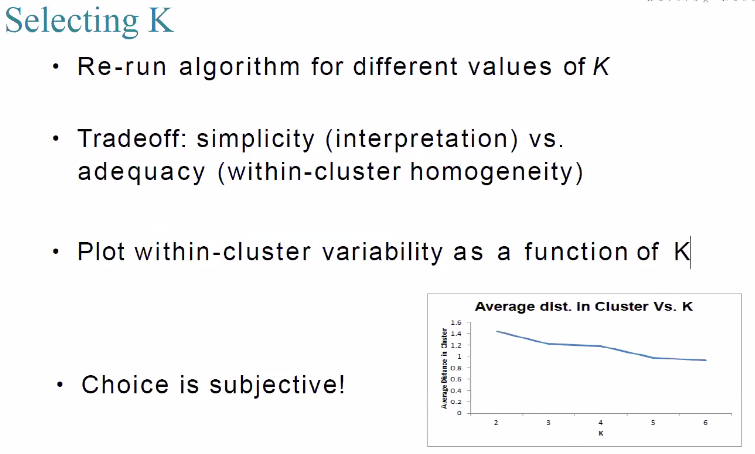 Selecting K
• Re-run algorithm for different values of K
• Tradeoff: simplicity (interpretation) vs.
adequacy (within-cluster homogeneity)
• Plot within-cluster variability as a function of K
Average dist. in Cluster Vs. K
Average Distance in Cluster
1.6
1.4
1.2
1
0.8
0.6
0.4
0.2
0
2 3 4 5 6
K
• Choice is subjective!